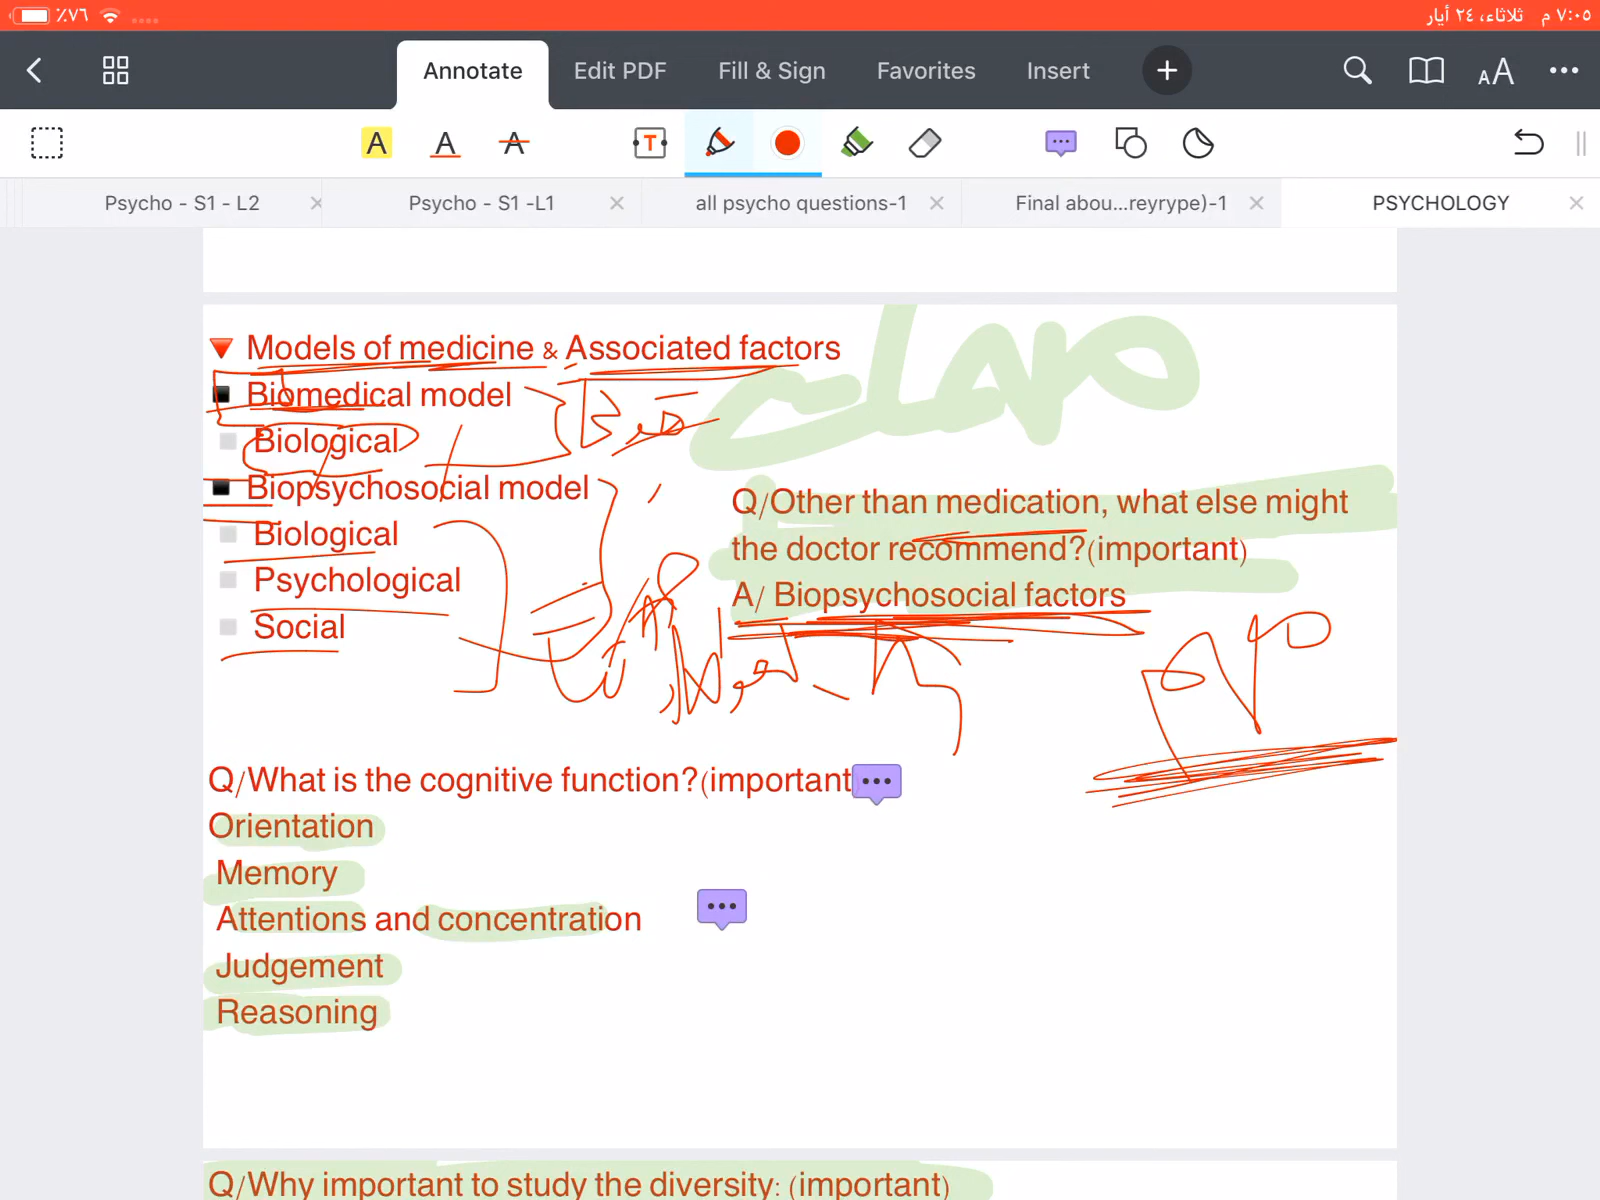 ٪٧٦
٧:٠٥ م ثلاثاء، ٢٤ أيار
Annotate Edit PDF Fill & Sign Favorites Insert
Psycho - S1 - L2 Psycho - S1 -L1 all psycho questions-1 Final abou...reyrype)-1 PSYCHOLOGY
Models of medicine & Associated factors
Biomedical model
Biological
Biopsychosocial model
Biological
Psychological
Social
Q/Other than medication, what else might
the doctor recommend?(important)
A/ Biopsychosocial factors
Q/What is the cognitive function?(important
Orientation
Memory
Attentions and concentration
Judgement
Reasoning
Q/Why important to study the diversity: (important)